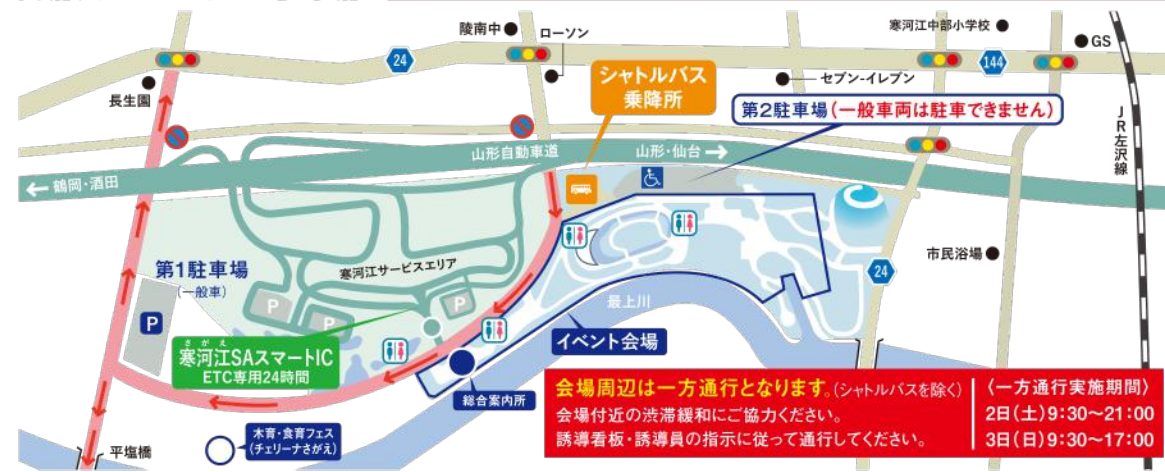 陵南中
ローソン
寒河江中部小学校
GS
24
144
長生園
シャトルバス
乗降所
セブン-イレブン
第2駐車場(一般車両は駐車できません)
JR左沢線
山形自動車道
山形・仙台→
←鶴岡・酒田
第1駐車場
(一般車)
寒河江サービスエリア
P
P
P
P
市民浴場
24
最上川
イベント会場
さがえ
寒河江SAスマートIC
ETC専用24時間
総合案内所
木育・食育フェス
(チェリーナさがえ)
平塩橋
会場周辺は一方通行となります。(シャトルバスを除く)
会場付近の渋滞緩和にご協力ください。
誘導看板・誘導員の指示に従って通行してください。
〈一方通行実施期間〉
2日(土)9:30〜21:00
3日(日)9:30〜17:00